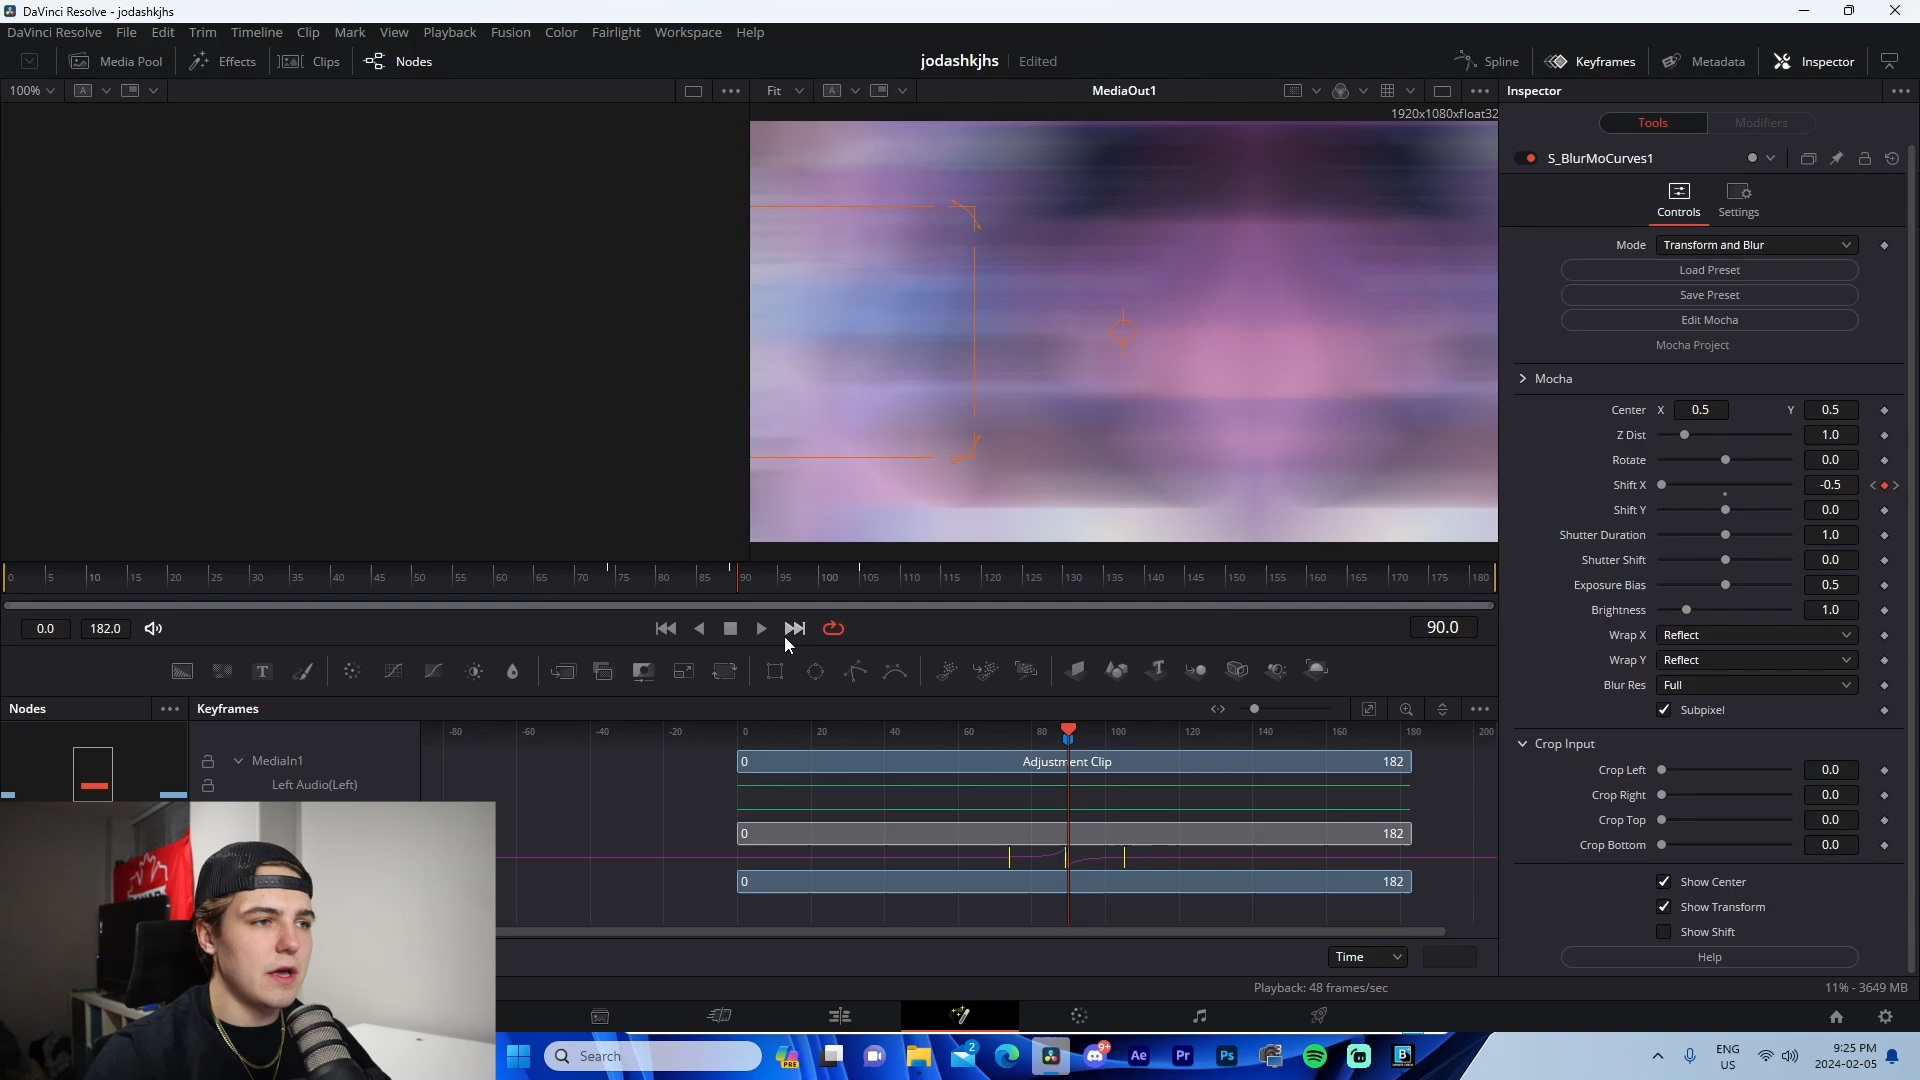 DaVinci Resolve - jodashkjhs
DaVinci Resolve File Edit Trim Timeline Clip Mark View Playback Fusion Color Fairlight Workspace Help
Media Pool Effects Clips Nodes jodashkjhs Edited Spline Keyframes Metadata Inspector
100% A Fit A MediaOut1 Inspector
1920x1080xfloat32
Tools Modifiers
S_BlurMoCurves1
Controls Settings
Mode Transform and Blur
Load Preset
Save Preset
Edit Mocha
Mocha Project
Mocha
Center X 0.5 Y 0.5
Z Dist 1.0
Rotate 0.0
Shift X -0.5
Shift Y 0.0
Shutter Duration 1.0
Shutter Shift 0.0
Exposure Bias 0.5
Brightness 1.0
Wrap X Reflect
Wrap Y Reflect
Blur Res Full
Subpixel
Crop Input
Crop Left 0.0
Crop Right 0.0
Crop Top 0.0
Crop Bottom 0.0
Show Center
Show Transform
Show Shift
Help
0 5 10 15 20 25 30 35 40 45 50 55 60 65 70 75 80 85 90 95 100 105 110 115 120 125 130 135 140 145 150 155 160 165 170 175 180
0.0 182.0 90.0
T
Nodes Keyframes
-80 -60 -40 -20 0 20 40 60 80 100 120 140 160 180 200
MediaIn1 0 Adjustment Clip 182
Left Audio(Left)
0 182
0 182
Time
Playback: 48 frames/sec 11% - 3649 MB
Search PRE 2 9+ Ae Pr Ps ENG US 9:25 PM 2024-02-05